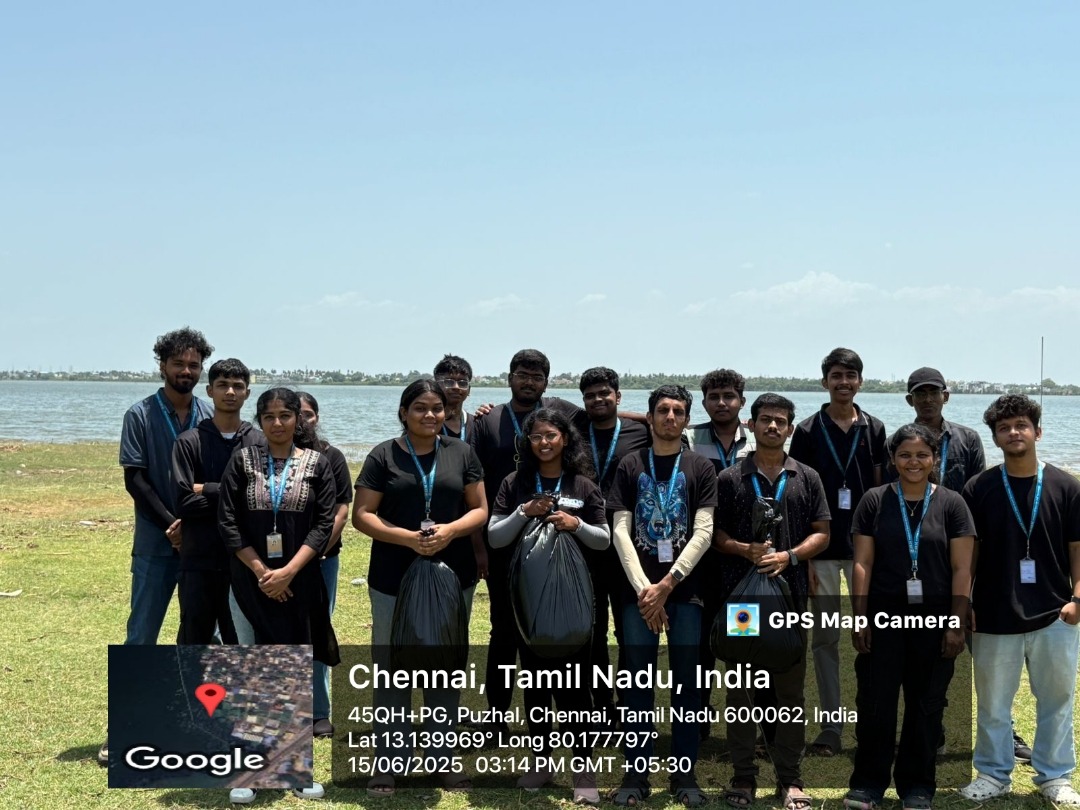 GPS Map Camera
Chennai, Tamil Nadu, India
45QH+PG, Puzhal, Chennai, Tamil Nadu 600062, India
Lat 13.139969° Long 80.177797°
15/06/2025 03:14 PM GMT +05:30
Google